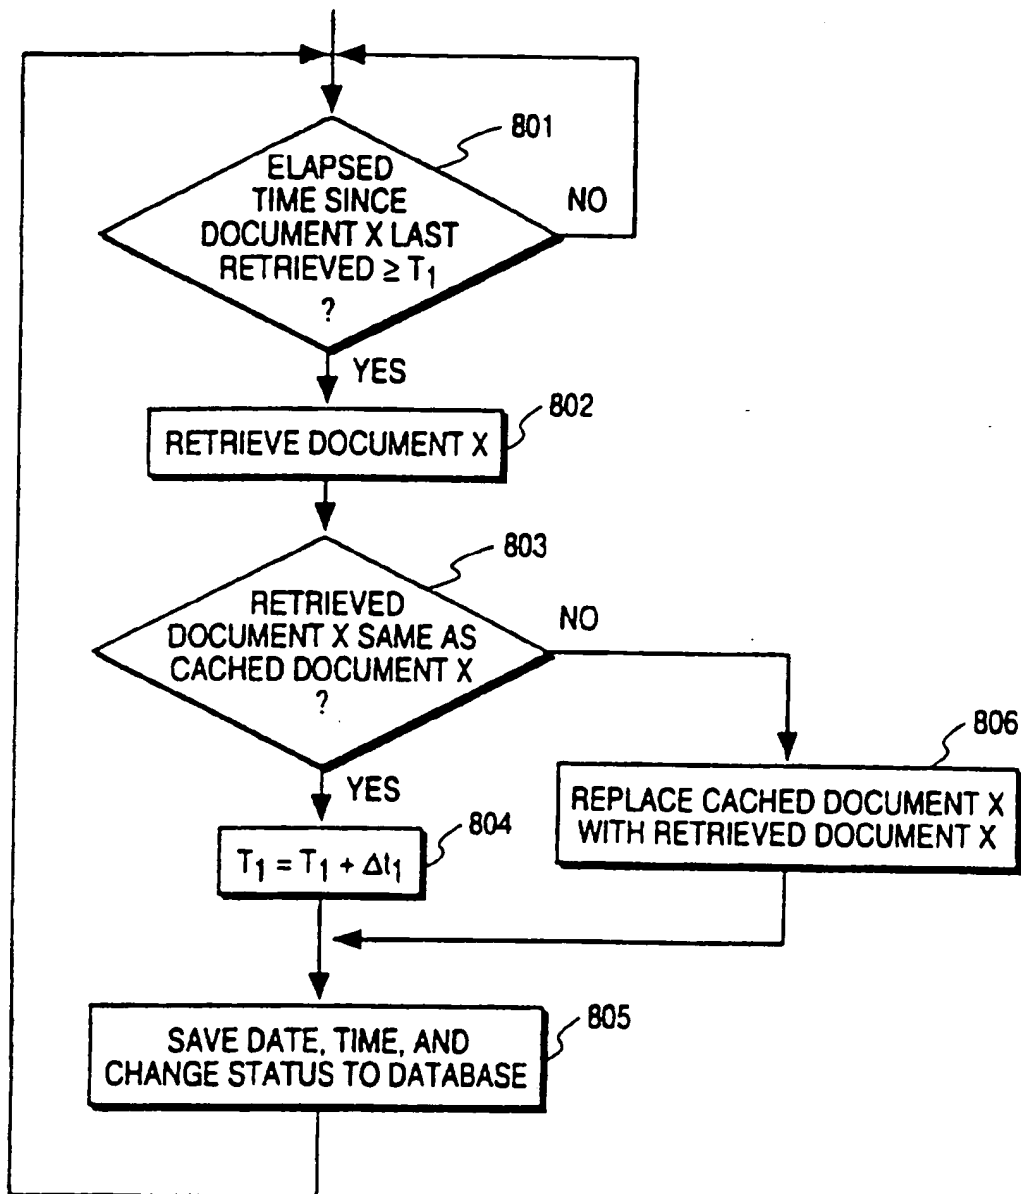 801
ELAPSED
TIME SINCE
DOCUMENT X LAST
RETRIEVED ≥ T1
?
NO
YES
802
RETRIEVE DOCUMENT X
803
RETRIEVED
DOCUMENT X SAME AS
CACHED DOCUMENT X
?
NO
YES
806
REPLACE CACHED DOCUMENT X
WITH RETRIEVED DOCUMENT X
804
T1 = T1 + Δt1
805
SAVE DATE, TIME, AND
CHANGE STATUS TO DATABASE